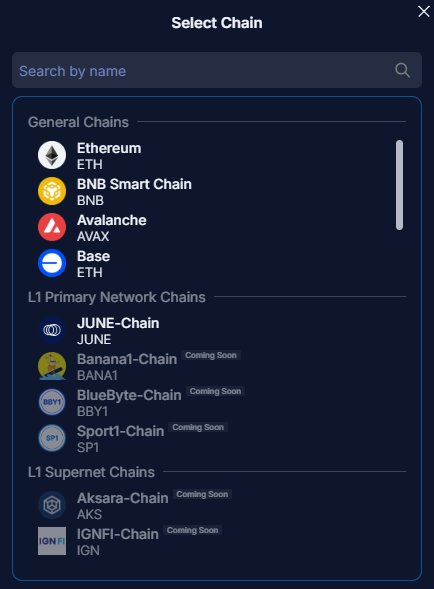 Select Chain
Search by name
General Chains
Ethereum
ETH
BNB Smart Chain
BNB
Avalanche
AVAX
Base
ETH
L1 Primary Network Chains
JUNE-Chain
JUNE
Banana1-Chain Coming Soon
BANA1
BBY1 BlueByte-Chain Coming Soon
BBY1
SP1 Sport1-Chain Coming Soon
SP1
L1 Supernet Chains
Aksara-Chain Coming Soon
AKS
IGN FI IGNFI-Chain Coming Soon
IGN